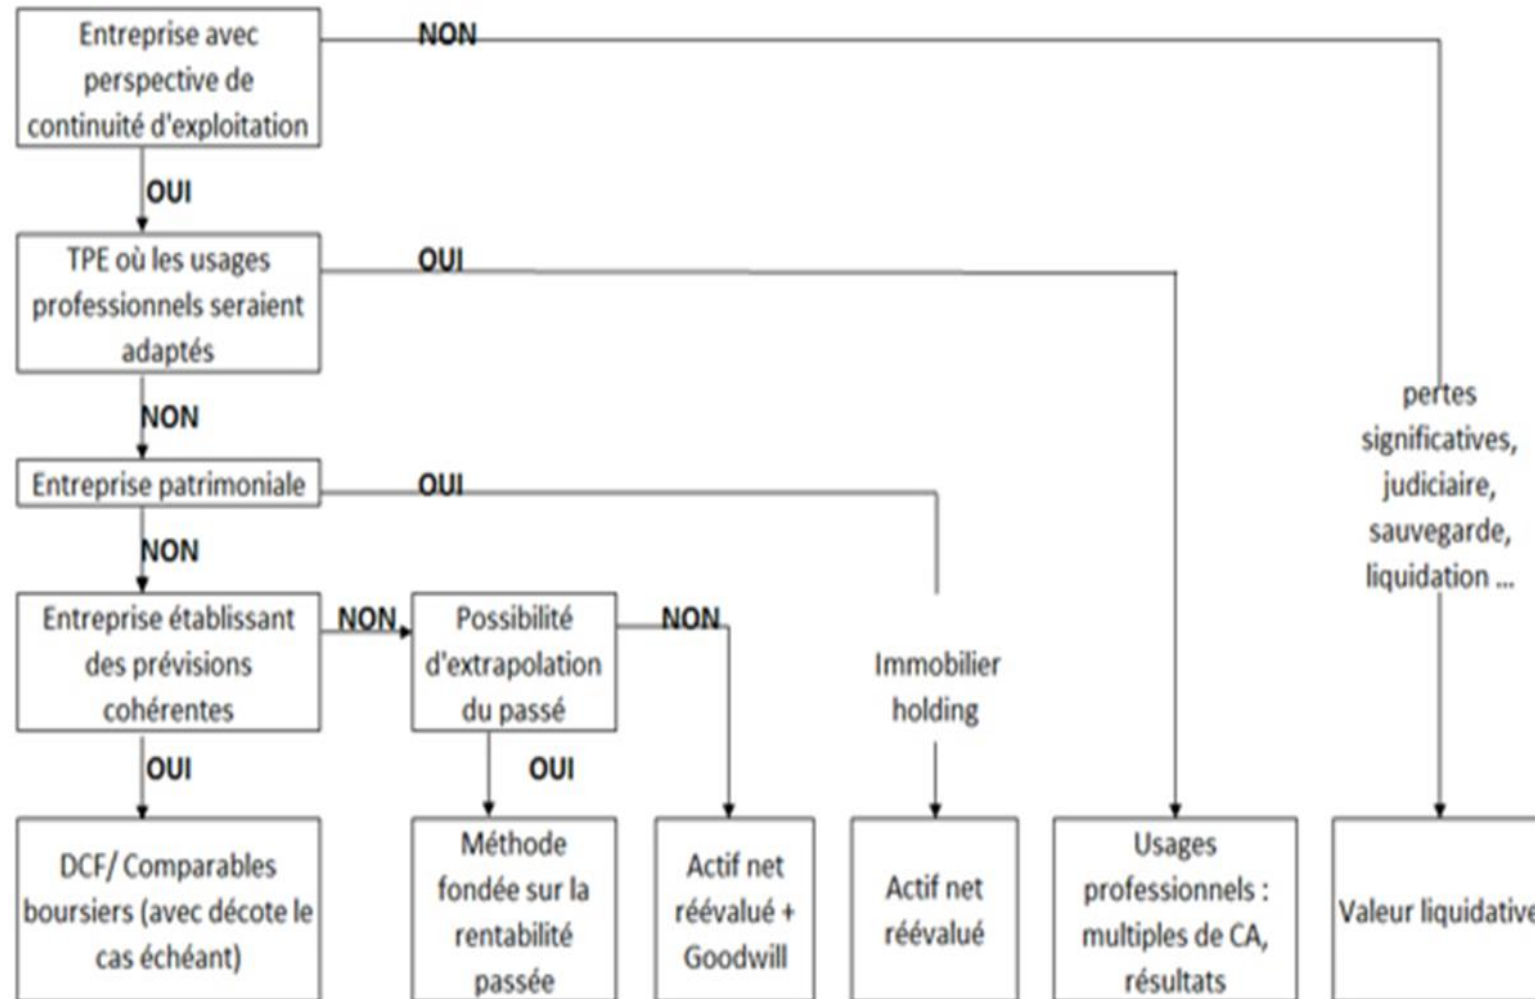 Entreprise avec
perspective de
continuité d'exploitation
NON
OUI
TPE où les usages
professionnels seraient
adaptés
OUI
NON
Entreprise patrimoniale
OUI
NON
pertes
significatives,
judiciaire,
sauvegarde,
liquidation ...
Entreprise établissant
des prévisions
cohérentes
NON
Possibilité
d'extrapolation
du passé
NON
Immobilier
holding
OUI
OUI
DCF/ Comparables
boursiers (avec décote le
cas échéant)
Méthode
fondée sur la
rentabilité
passée
Actif net
réévalué +
Goodwill
Actif net
réévalué
Usages
professionnels :
multiples de CA,
résultats
Valeur liquidative